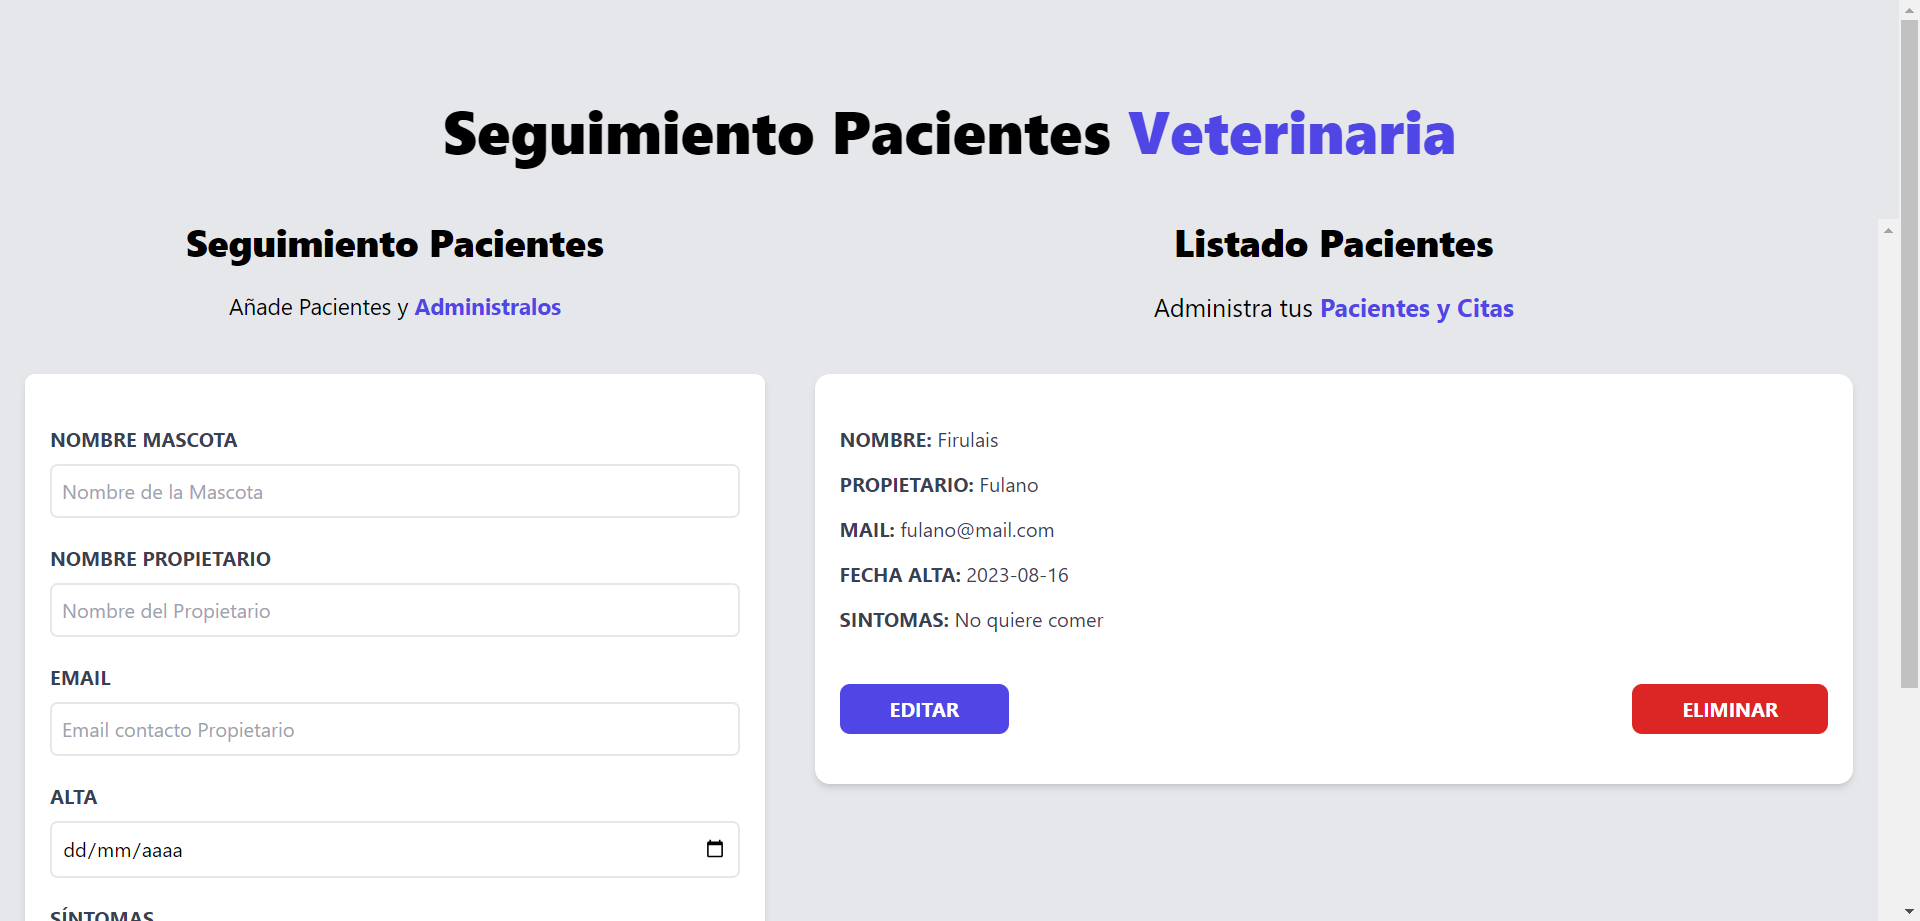 Seguimiento Pacientes Veterinaria
Seguimiento Pacientes
Añade Pacientes y Administralos
NOMBRE MASCOTA
Nombre de la Mascota
NOMBRE PROPIETARIO
Nombre del Propietario
EMAIL
Email contacto Propietario
ALTA
dd/mm/aaaa
SÍNTOMAS
Listado Pacientes
Administra tus Pacientes y Citas
NOMBRE: Firulais
PROPIETARIO: Fulano
MAIL: fulano@mail.com
FECHA ALTA: 2023-08-16
SINTOMAS: No quiere comer
EDITAR
ELIMINAR